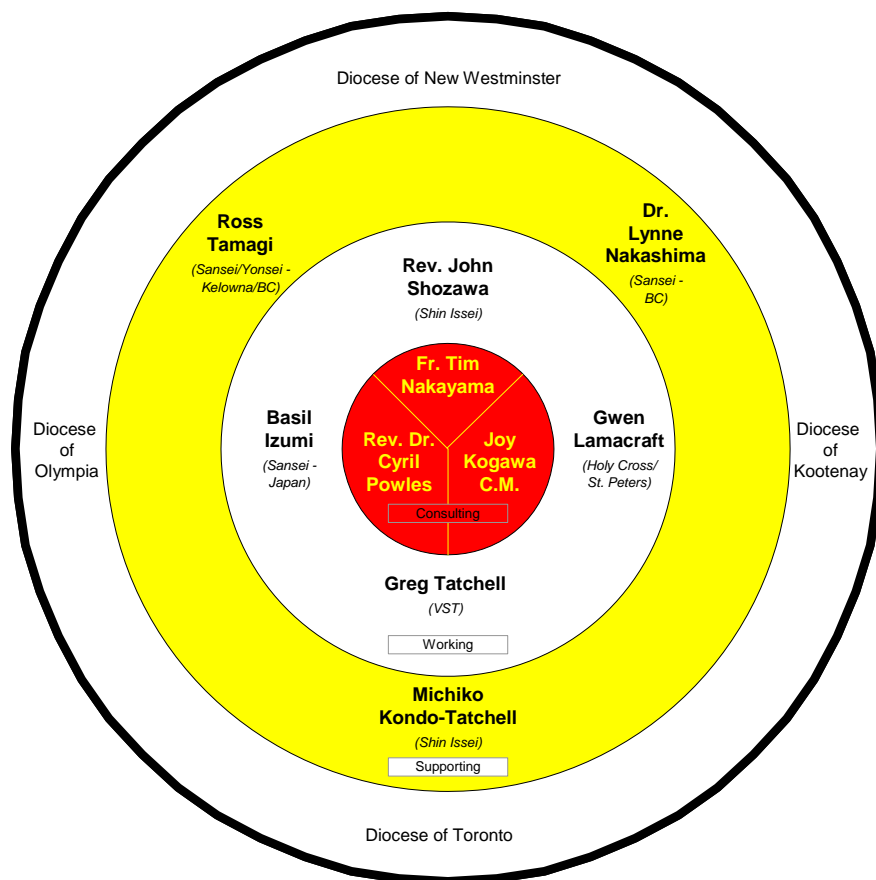 Diocese of New Westminster
Ross
Tamagi
(Sansei/Yonsei -
Kelowna/BC)
Dr.
Lynne
Nakashima
(Sansei -
BC)
Rev. John
Shozawa
(Shin Issei)
Fr. Tim
Nakayama
Diocese
of
Olympia
Basil
Izumi
(Sansei -
Japan)
Rev. Dr.
Cyril
Powles
Joy
Kogawa
C.M.
Consulting
Gwen
Lamacraft
(Holy Cross/
St. Peters)
Diocese
of
Kootenay
Greg Tatchell
(VST)
Working
Michiko
Kondo-Tatchell
(Shin Issei)
Supporting
Diocese of Toronto